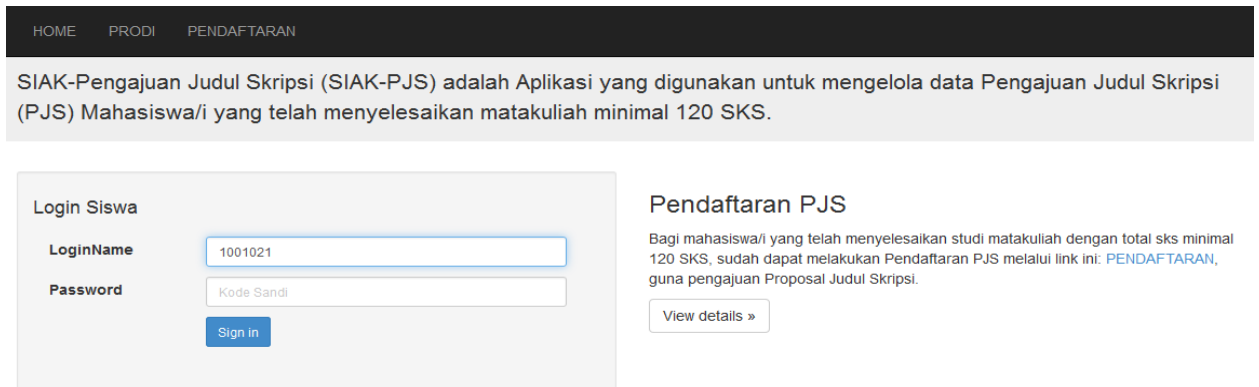 HOME PRODI PENDAFTARAN
SIAK-Pengajuan Judul Skripsi (SIAK-PJS) adalah Aplikasi yang digunakan untuk mengelola data Pengajuan Judul Skripsi
(PJS) Mahasiswa/i yang telah menyelesaikan matakuliah minimal 120 SKS.
Login Siswa
LoginName 1001021
Password Kode Sandi
Sign in
Pendaftaran PJS
Bagi mahasiswa/i yang telah menyelesaikan studi matakuliah dengan total sks minimal
120 SKS, sudah dapat melakukan Pendaftaran PJS melalui link ini: PENDAFTARAN,
guna pengajuan Proposal Judul Skripsi.
View details »